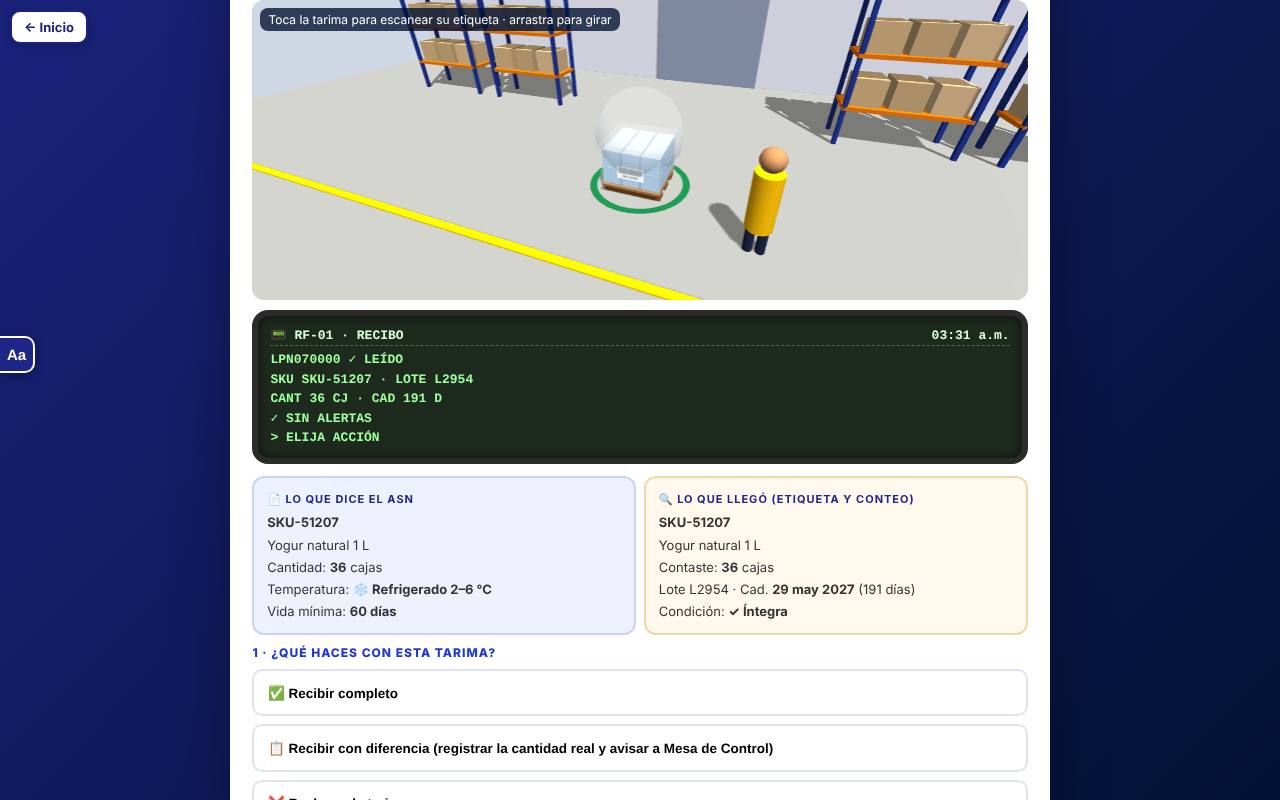 ← Inicio
Toca la tarima para escanear su etiqueta · arrastra para girar
Aa
RF-01 · RECIBO 03:31 a.m.
LPN070000 ✓ LEÍDO
SKU SKU-51207 · LOTE L2954
CANT 36 CJ · CAD 191 D
✓ SIN ALERTAS
> ELIJA ACCIÓN
LO QUE DICE EL ASN
SKU-51207
Yogur natural 1 L
Cantidad: 36 cajas
Temperatura: ❄️ Refrigerado 2–6 °C
Vida mínima: 60 días
LO QUE LLEGÓ (ETIQUETA Y CONTEO)
SKU-51207
Yogur natural 1 L
Contaste: 36 cajas
Lote L2954 · Cad. 29 may 2027 (191 días)
Condición: ✓ Íntegra
1 · ¿QUÉ HACES CON ESTA TARIMA?
✅ Recibir completo
📋 Recibir con diferencia (registrar la cantidad real y avisar a Mesa de Control)